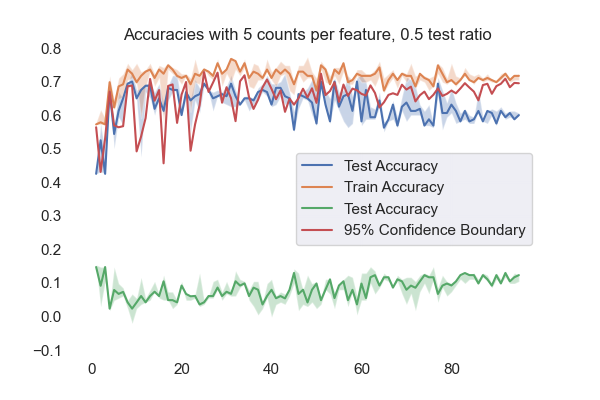 Accuracies with 5 counts per feature, 0.5 test ratio
0.8
0.7
0.6
0.5
0.4
0.3
0.2
0.1
0.0
−0.1
Test Accuracy
Train Accuracy
Test Accuracy
95% Confidence Boundary
0 20 40 60 80